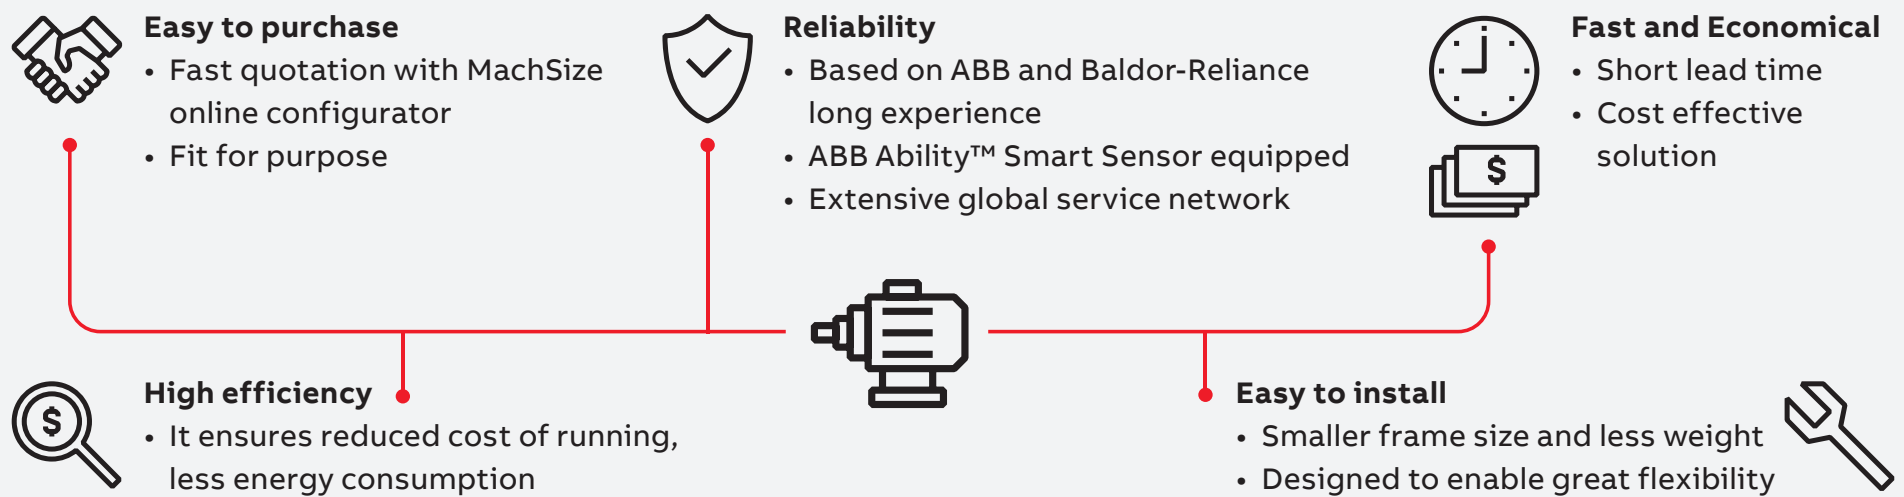 Easy to purchase
• Fast quotation with MachSize
online configurator
• Fit for purpose
Reliability
• Based on ABB and Baldor-Reliance
long experience
• ABB Ability™ Smart Sensor equipped
• Extensive global service network
Fast and Economical
• Short lead time
• Cost effective
solution
$
High efficiency
$
• It ensures reduced cost of running,
less energy consumption
Easy to install
• Smaller frame size and less weight
• Designed to enable great flexibility